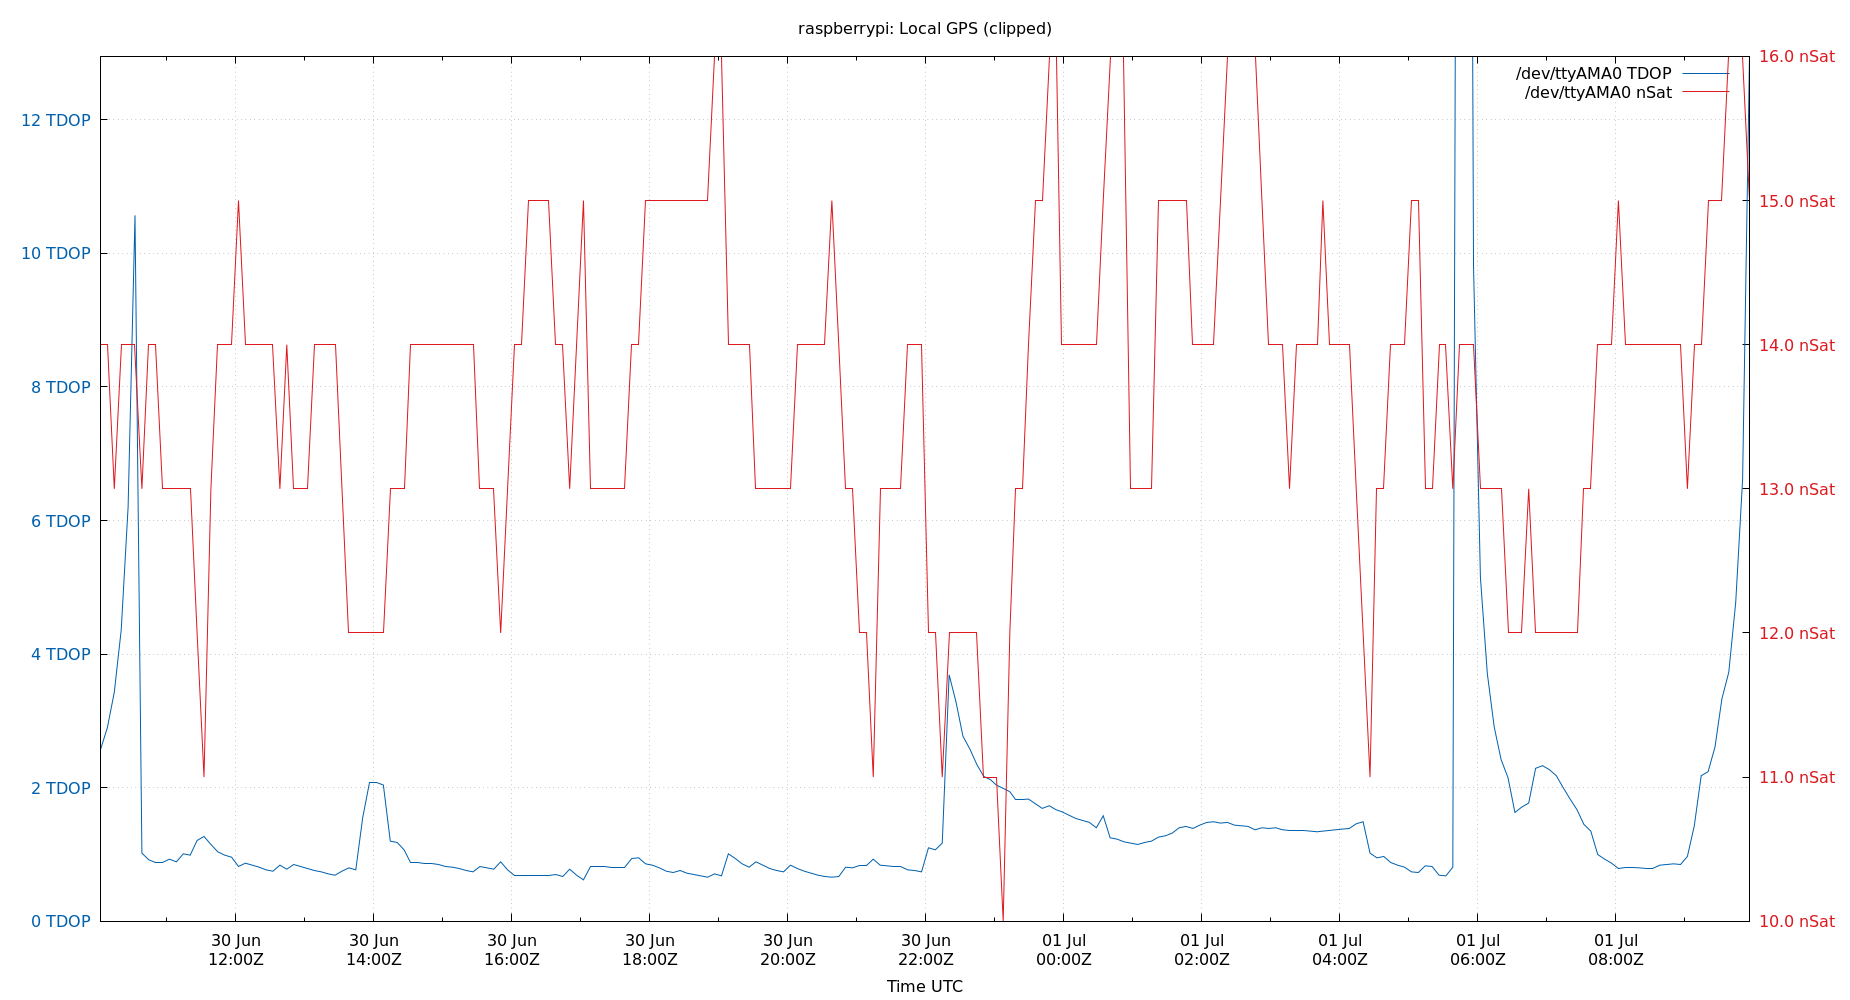 raspberrypi: Local GPS (clipped)
16.0 nSat
/dev/ttyAMA0 TDOP
/dev/ttyAMA0 nSat
12 TDOP
15.0 nSat
10 TDOP
14.0 nSat
8 TDOP
13.0 nSat
6 TDOP
12.0 nSat
4 TDOP
11.0 nSat
2 TDOP
0 TDOP
10.0 nSat
30 Jun
12:00Z
30 Jun
14:00Z
30 Jun
16:00Z
30 Jun
18:00Z
30 Jun
20:00Z
30 Jun
22:00Z
01 Jul
00:00Z
01 Jul
02:00Z
01 Jul
04:00Z
01 Jul
06:00Z
01 Jul
08:00Z
Time UTC